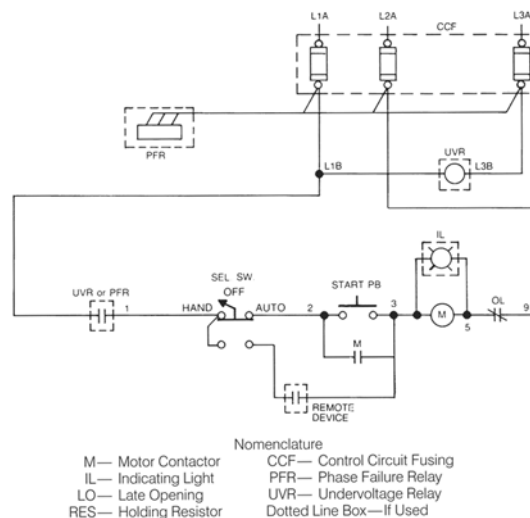 L1A L2A L3A
CCF
PFR
UVR
L1B L3B
IL
SEL SW.
UVR or PFR OFF START PB OL
1 HAND AUTO 2 3 M 5 9
M
REMOTE
DEVICE
Nomenclature
M— Motor Contactor CCF— Control Circuit Fusing
IL— Indicating Light PFR— Phase Failure Relay
LO— Late Opening UVR— Undervoltage Relay
RES— Holding Resistor Dotted Line Box—If Used